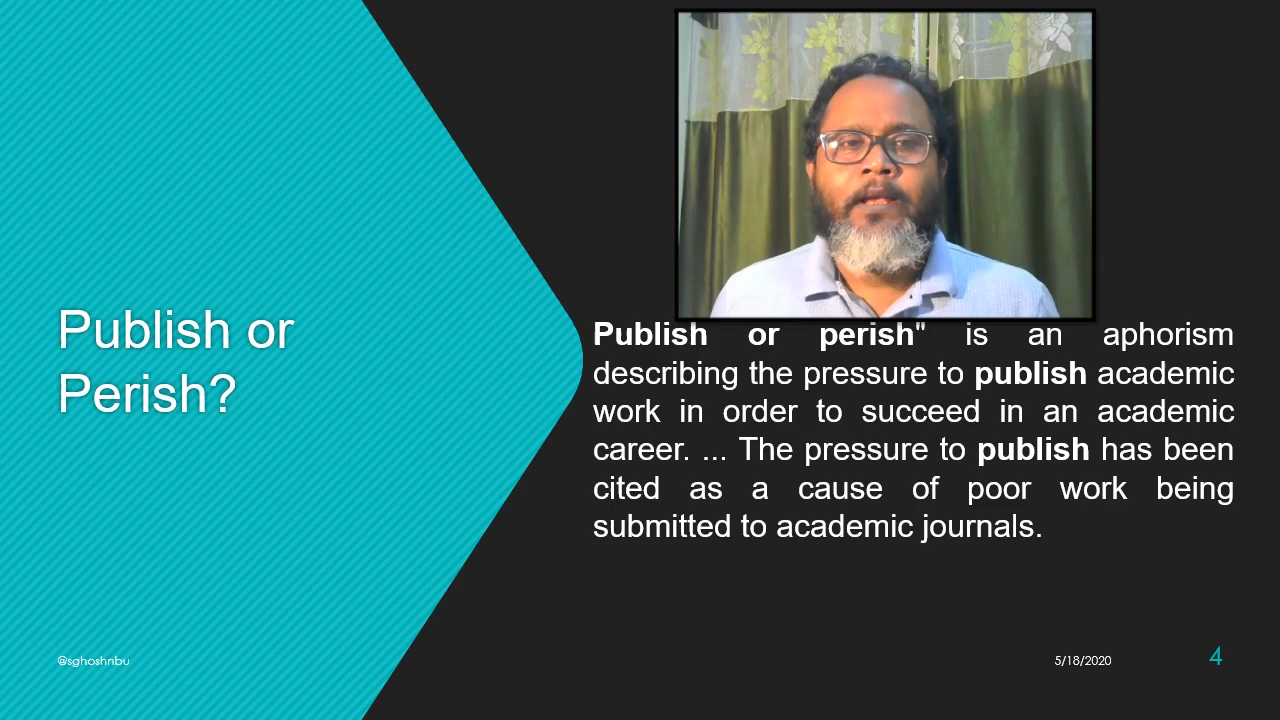 Publish or
Perish?
Publish or perish" is an aphorism
describing the pressure to publish academic
work in order to succeed in an academic
career. ... The pressure to publish has been
cited as a cause of poor work being
submitted to academic journals.
@sghoshnbu
5/18/2020
4